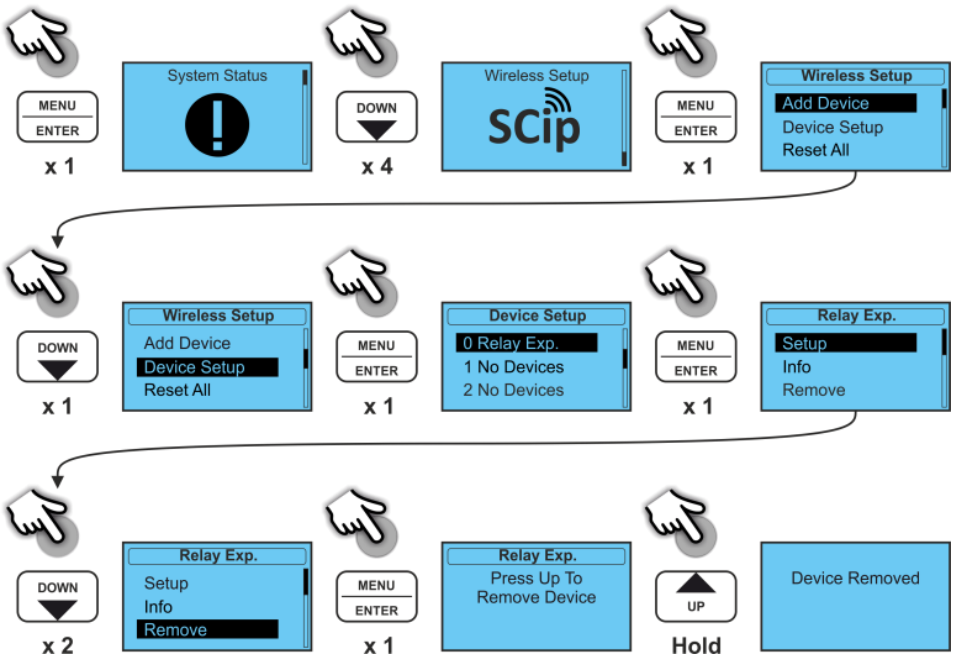 MENU
ENTER
x 1
System Status
DOWN
x 4
Wireless Setup
SCip
MENU
ENTER
x 1
Wireless Setup
Add Device
Device Setup
Reset All
DOWN
x 1
Wireless Setup
Add Device
Device Setup
Reset All
MENU
ENTER
x 1
Device Setup
0 Relay Exp.
1 No Devices
2 No Devices
MENU
ENTER
x 1
Relay Exp.
Setup
Info
Remove
DOWN
x 2
Relay Exp.
Setup
Info
Remove
MENU
ENTER
x 1
Relay Exp.
Press Up To
Remove Device
UP
Hold
Device Removed